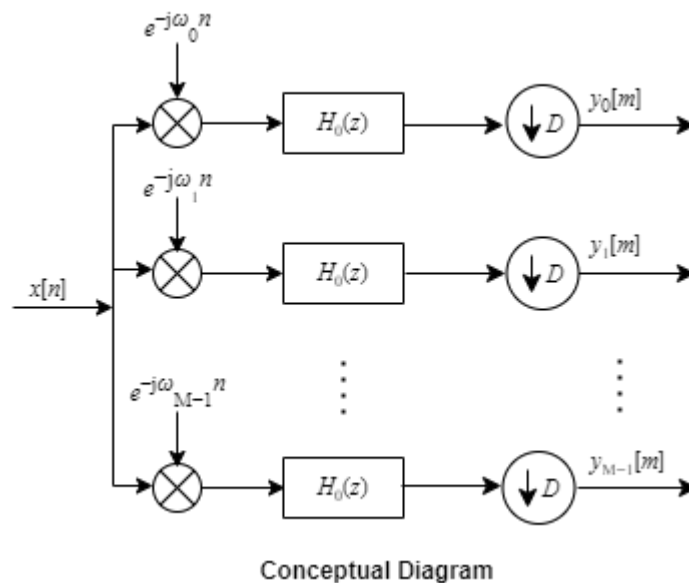 e^{-jω_0 n}
H_0(z)
↓ D
y_0[m]
e^{-jω_1 n}
H_0(z)
↓ D
y_1[m]
x[n]
e^{-jω_{M-1} n}
H_0(z)
↓ D
y_{M-1}[m]
Conceptual Diagram